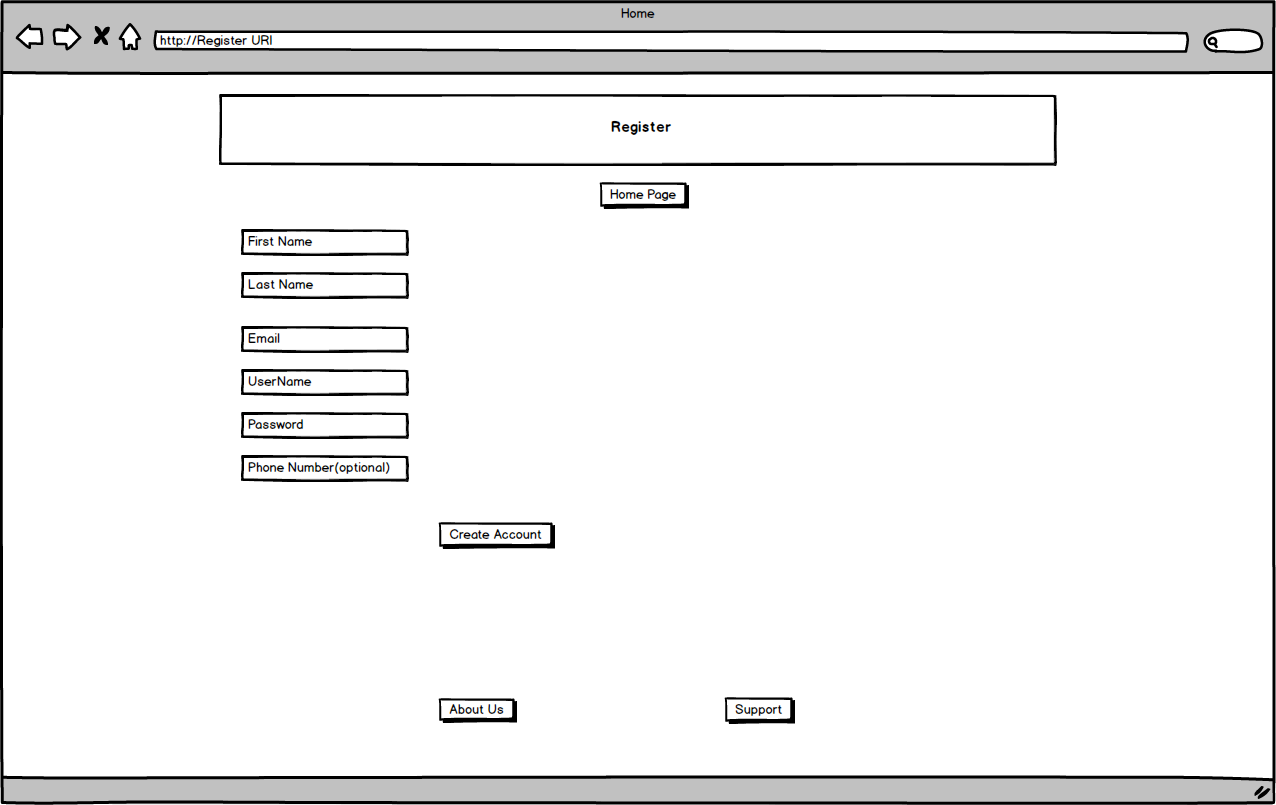 Home
http://Register URI
Register
Home Page
First Name
Last Name
Email
UserName
Password
Phone Number(optional)
Create Account
About Us
Support